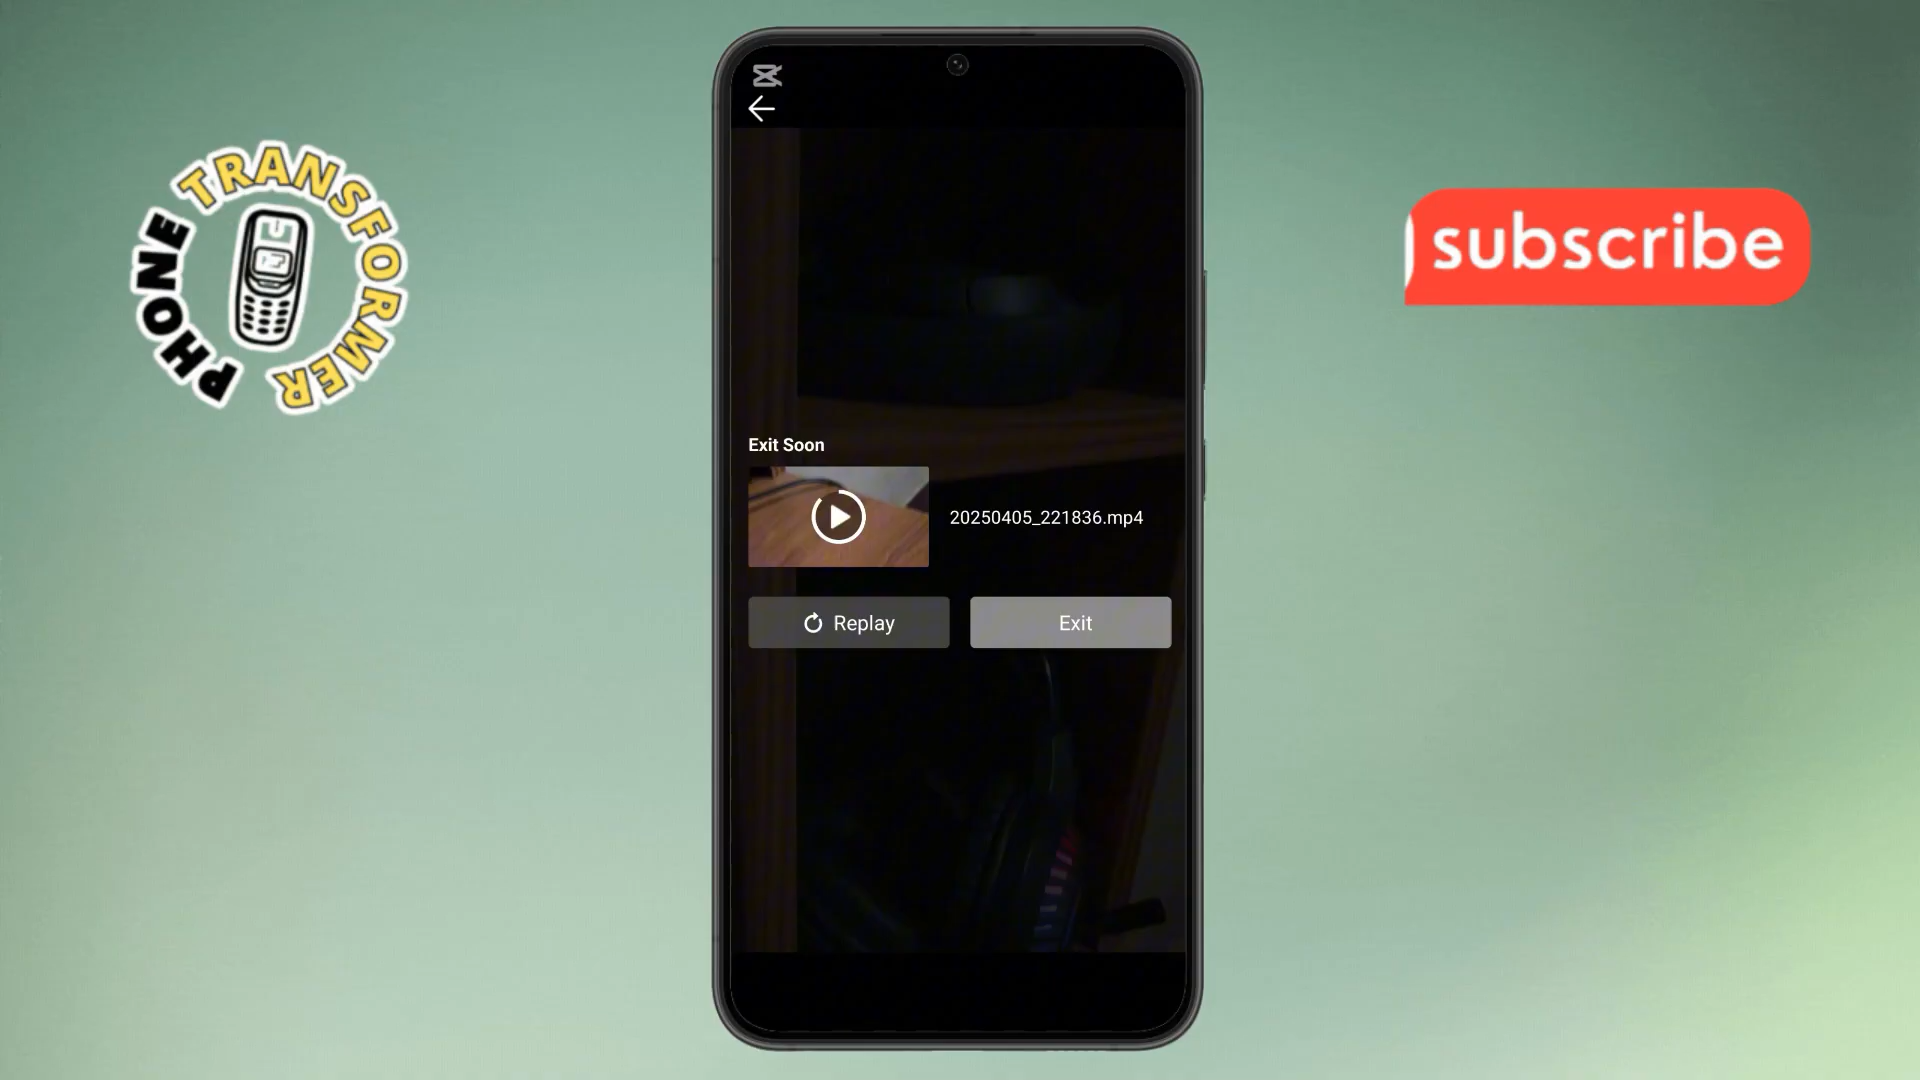 PHONE TRANSFORMER
subscribe
Exit Soon
20250405_221836.mp4
Replay
Exit